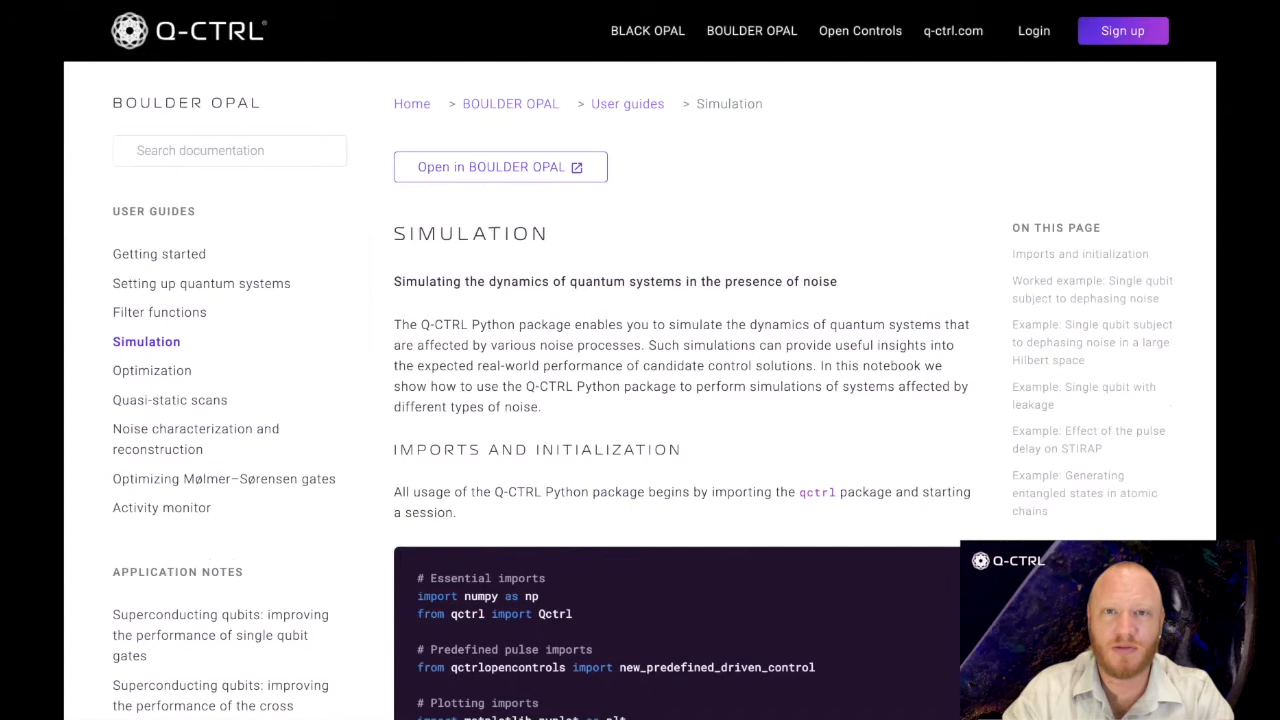 Q-CTRL
BLACK OPAL
BOULDER OPAL
Open Controls
q-ctrl.com
Login
Sign up
BOULDER OPAL
Search documentation
USER GUIDES
Getting started
Setting up quantum systems
Filter functions
Simulation
Optimization
Quasi-static scans
Noise characterization and
reconstruction
Optimizing Mølmer–Sørensen gates
Activity monitor
APPLICATION NOTES
Superconducting qubits: improving
the performance of single qubit
gates
Superconducting qubits: improving
the performance of the cross
Home > BOULDER OPAL > User guides > Simulation
Open in BOULDER OPAL
SIMULATION
Simulating the dynamics of quantum systems in the presence of noise
The Q-CTRL Python package enables you to simulate the dynamics of quantum systems that
are affected by various noise processes. Such simulations can provide useful insights into
the expected real-world performance of candidate control solutions. In this notebook we
show how to use the Q-CTRL Python package to perform simulations of systems affected by
different types of noise.
IMPORTS AND INITIALIZATION
All usage of the Q-CTRL Python package begins by importing the qctrl package and starting
a session.
# Essential imports
import numpy as np
from qctrl import Qctrl
# Predefined pulse imports
from qctrlopencontrols import new_predefined_driven_control
# Plotting imports
import matplotlib.pyplot as plt
ON THIS PAGE
Imports and initialization
Worked example: Single qubit
subject to dephasing noise
Example: Single qubit subject
to dephasing noise in a large
Hilbert space
Example: Single qubit with
leakage
Example: Effect of the pulse
delay on STIRAP
Example: Generating
entangled states in atomic
chains
Q-CTRL